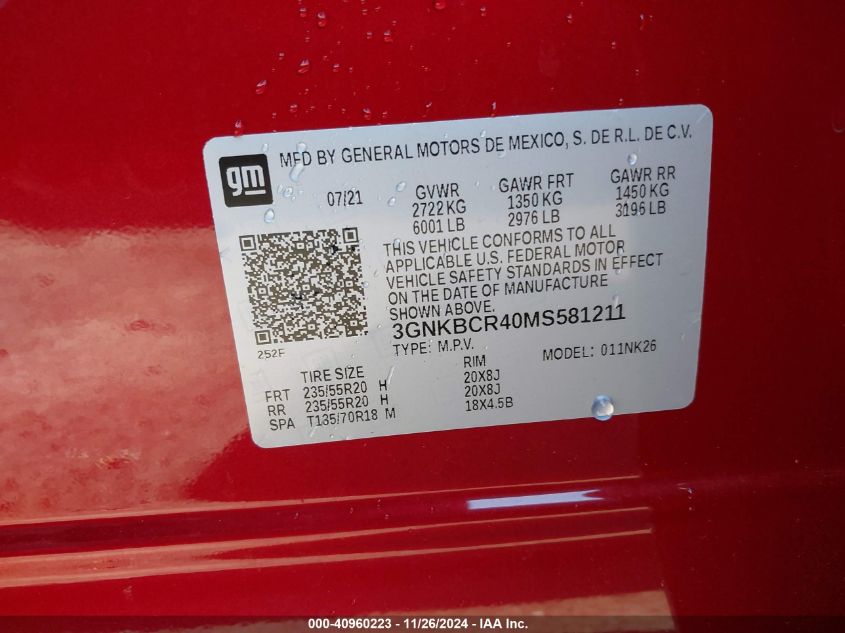 gm
MFD BY GENERAL MOTORS DE MEXICO, S. DE R.L. DE C.V.
07/21 GVWR GAWR FRT GAWR RR
2722 KG 1350 KG 1450 KG
6001 LB 2976 LB 3196 LB
THIS VEHICLE CONFORMS TO ALL
APPLICABLE U.S. FEDERAL MOTOR
VEHICLE SAFETY STANDARDS IN EFFECT
ON THE DATE OF MANUFACTURE
SHOWN ABOVE.
3GNKBCR40MS581211
252F TYPE: M.P.V. MODEL: 011NK26
TIRE SIZE RIM
FRT 235/55R20 H 20X8J
RR 235/55R20 H 20X8J
SPA T135/70R18 M 18X4.5B
000-40960223 - 11/26/2024 - IAA Inc.